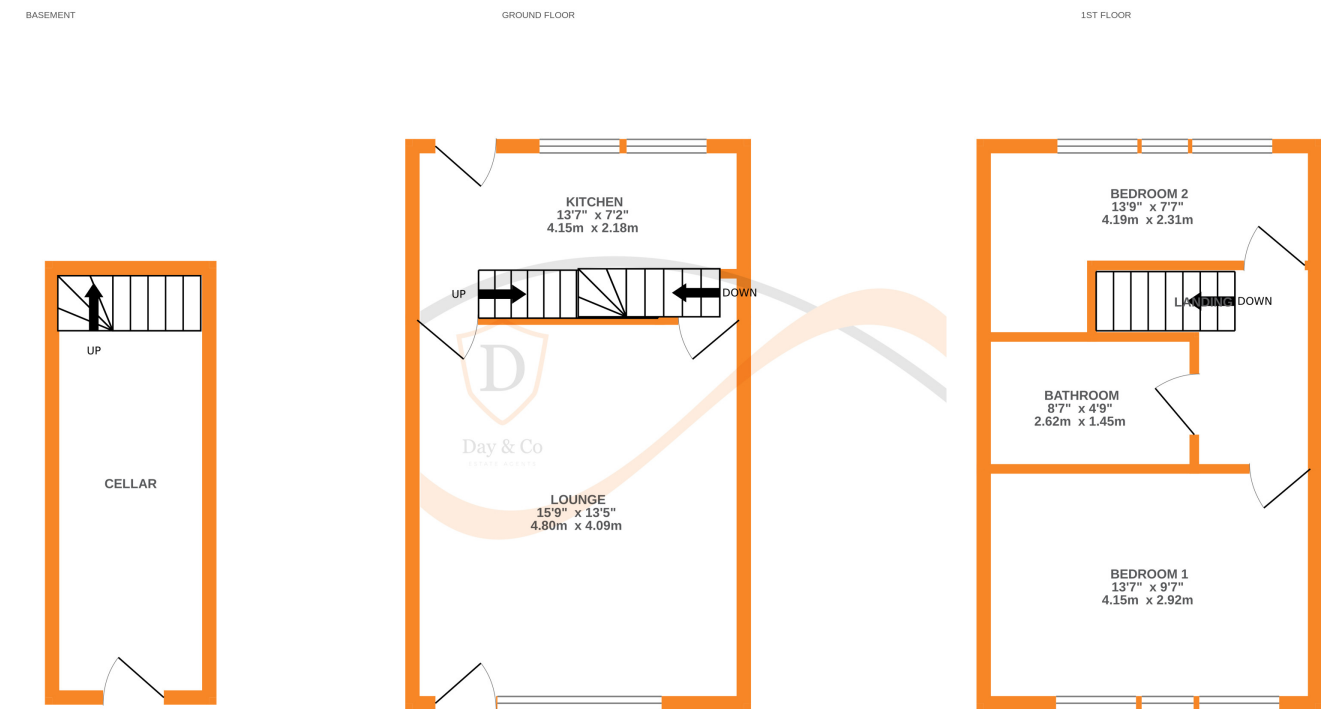 BASEMENT
GROUND FLOOR
1ST FLOOR
UP
CELLAR
KITCHEN
13'7" x 7'2"
4.15m x 2.18m
UP
DOWN
D
Day & Co
ESTATE AGENTS
LOUNGE
15'9" x 13'5"
4.80m x 4.09m
BEDROOM 2
13'9" x 7'7"
4.19m x 2.31m
LANDING
DOWN
BATHROOM
8'7" x 4'9"
2.62m x 1.45m
BEDROOM 1
13'7" x 9'7"
4.15m x 2.92m